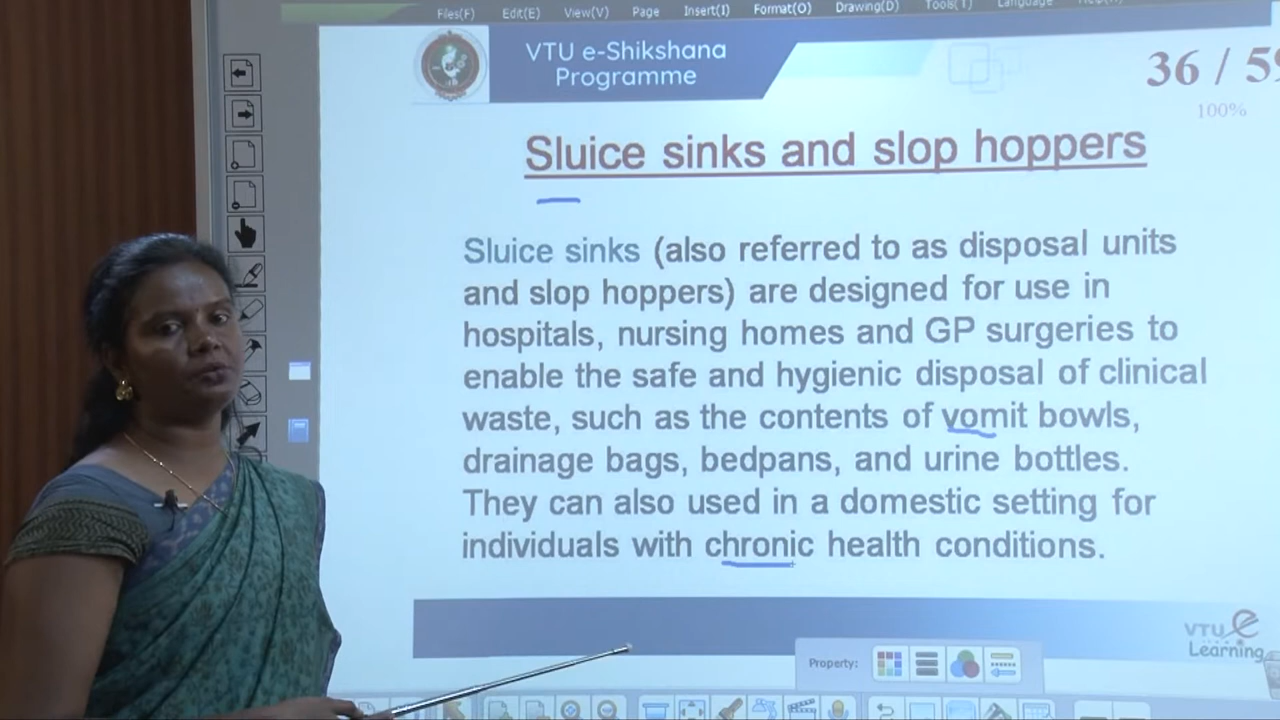 Files(F) Edit(E) View(V) Page Insert(I) Format(O) Drawing(D) Tools(T) Language Help(H)
VTU e-Shikshana
Programme
36 / 59
100%
Sluice sinks and slop hoppers
Sluice sinks (also referred to as disposal units
and slop hoppers) are designed for use in
hospitals, nursing homes and GP surgeries to
enable the safe and hygienic disposal of clinical
waste, such as the contents of vomit bowls,
drainage bags, bedpans, and urine bottles.
They can also used in a domestic setting for
individuals with chronic health conditions.
VTU e
Learning
Property: